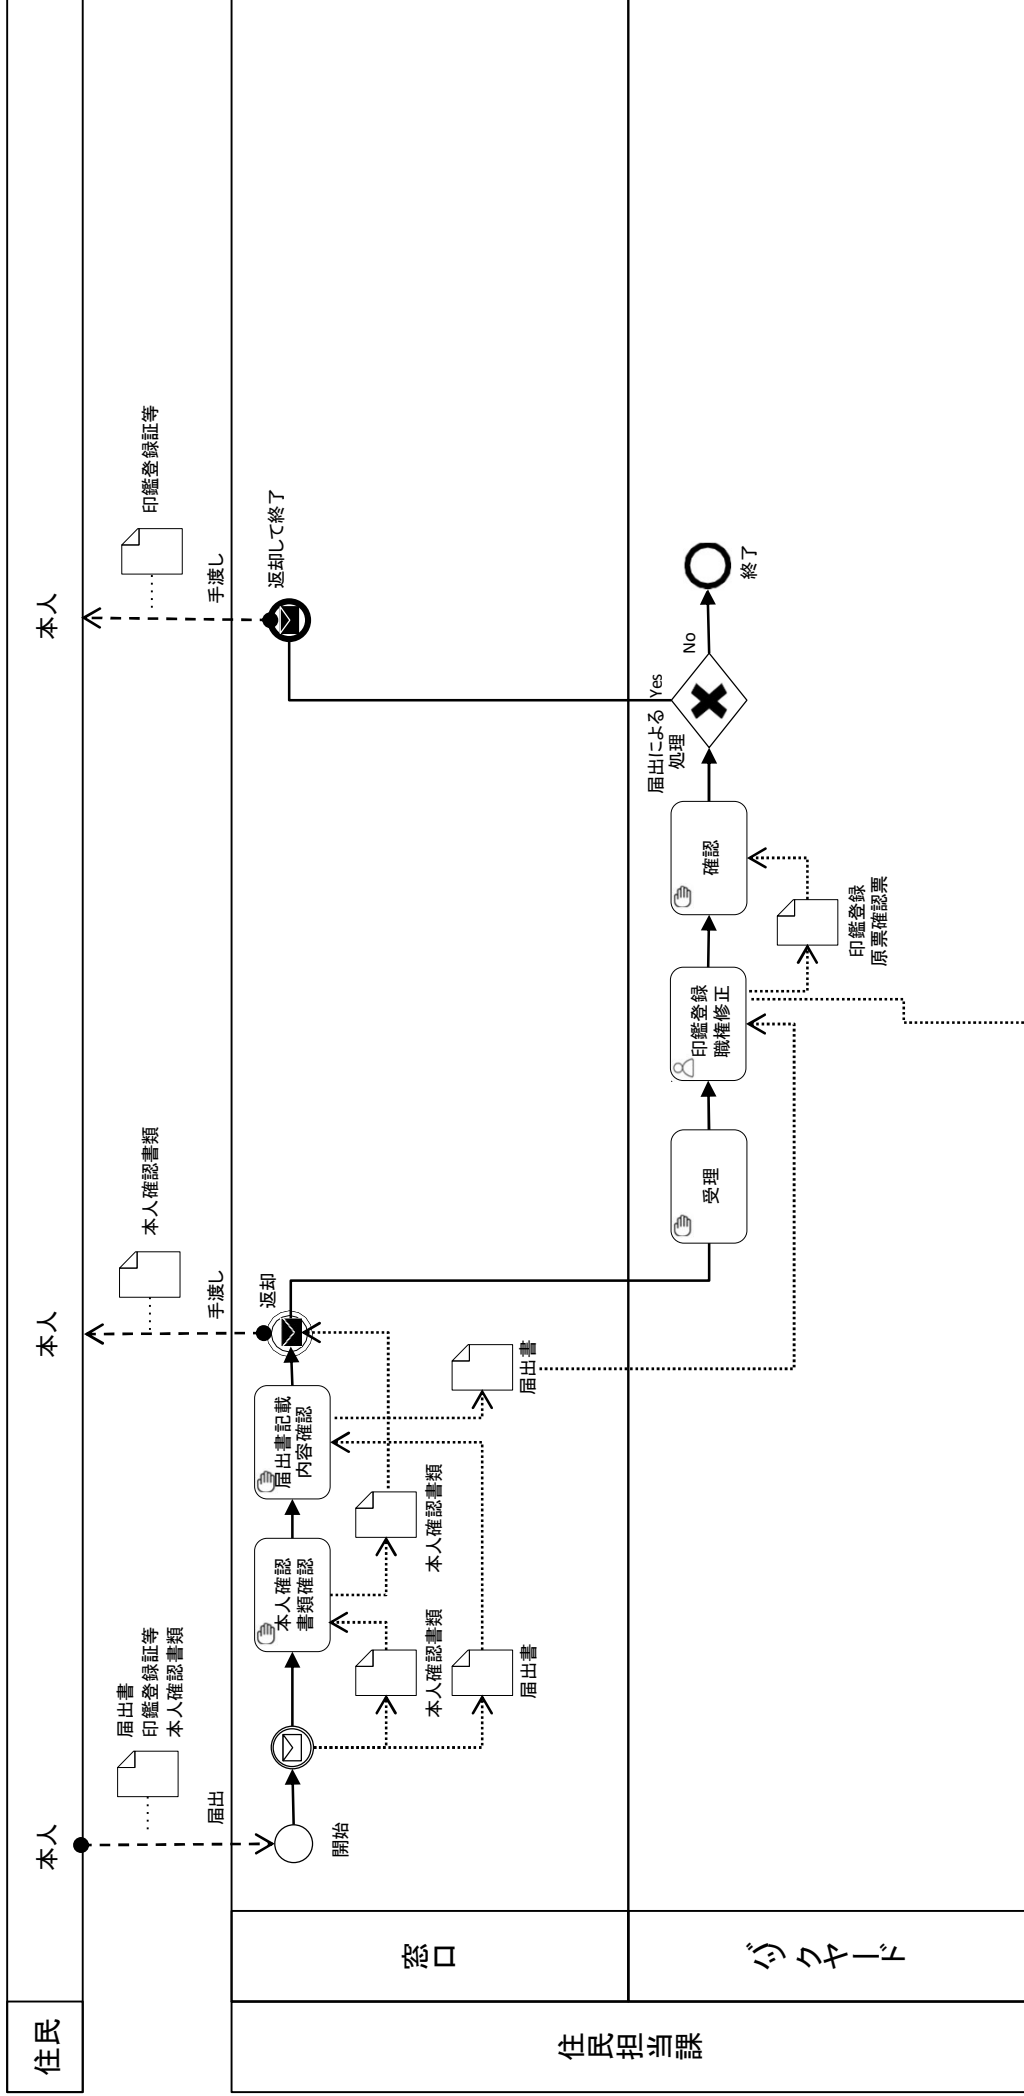 住民
本人
本人
本人
届出書
印鑑登録証等
本人確認書類
届出
本人確認書類
手渡し
印鑑登録証等
手渡し
住民担当課
窓口
開始
本人確認
書類確認
届出書記載
内容確認
返却
返却して終了
本人確認書類
届出書
本人確認書類
届出書
バックヤード
受理
印鑑登録
職権修正
確認
届出による
処理
Yes
No
終了
印鑑登録
原票確認票